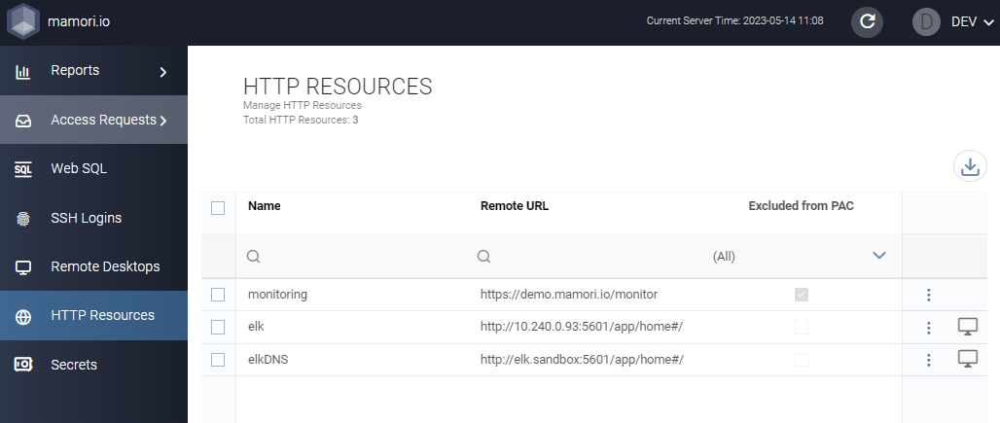 mamori.io
Current Server Time: 2023-05-14 11:08
D
DEV
Reports
Access Requests
Web SQL
SQL
SSH Logins
Remote Desktops
HTTP Resources
Secrets
HTTP RESOURCES
Manage HTTP Resources
Total HTTP Resources: 3
Name Remote URL Excluded from PAC
(All)
monitoring https://demo.mamori.io/monitor
elk http://10.240.0.93:5601/app/home#/
elkDNS http://elk.sandbox:5601/app/home#/